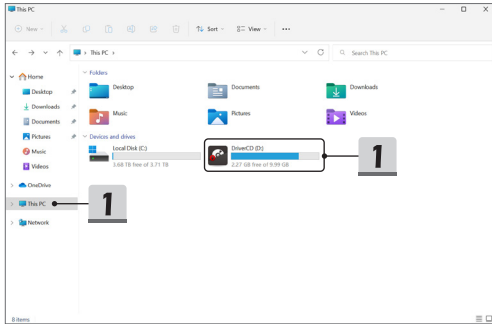 This PC
New
Sort
View
This PC
Search This PC
Home
Desktop
Downloads
Documents
Pictures
Music
Videos
OneDrive
This PC
Network
Folders
Desktop
Documents
Downloads
Music
Pictures
Videos
Devices and drives
Local Disk (C:)
3.68 TB free of 3.71 TB
DriverCD (D:)
2.27 GB free of 9.99 GB
1
1
8 items